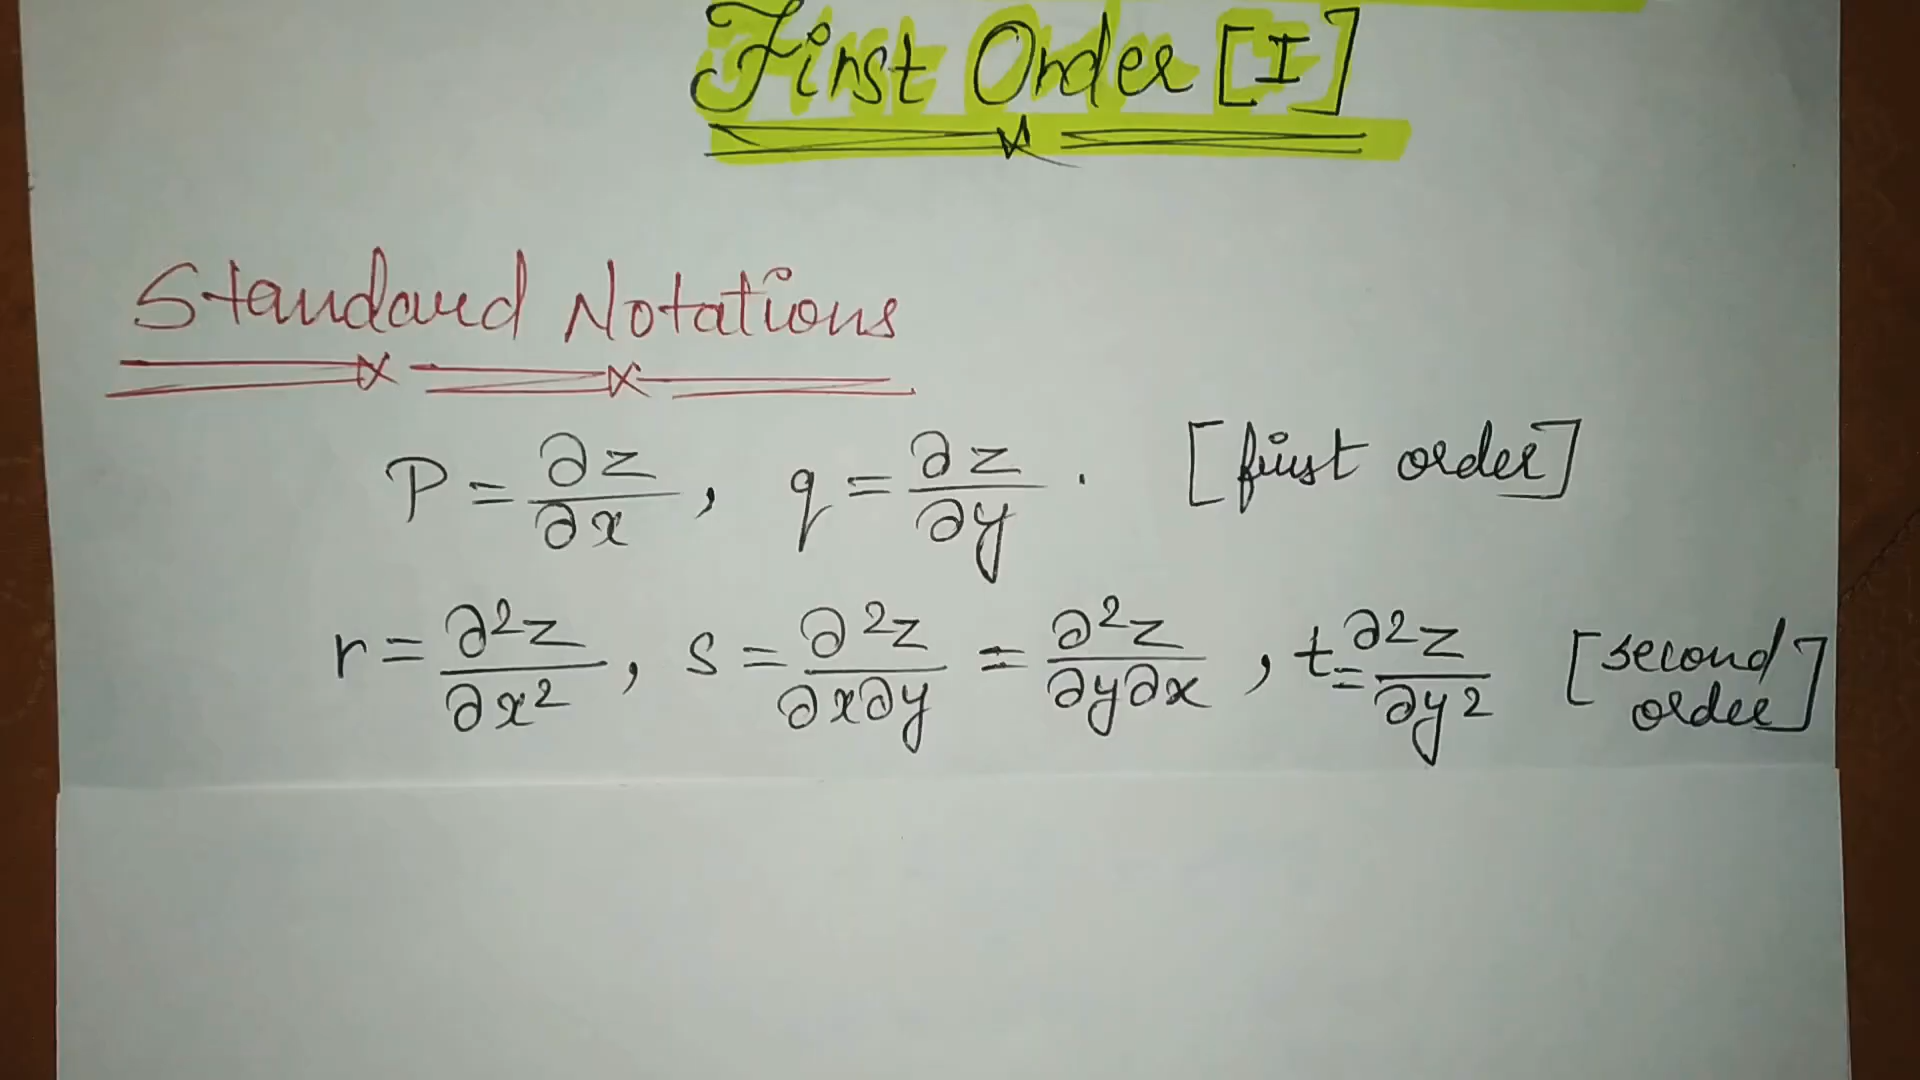 First Order [I]
Standard Notations
P = ∂z/∂x , q = ∂z/∂y . [first order]
r = ∂²z/∂x² , s = ∂²z/∂x∂y = ∂²z/∂y∂x , t = ∂²z/∂y² [second order]